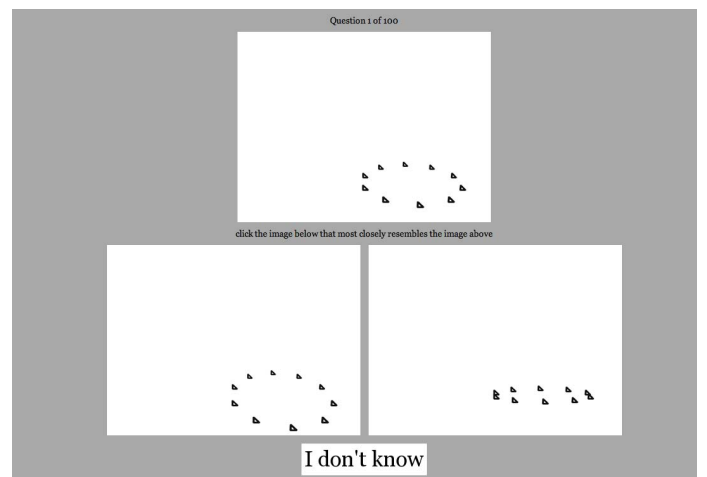 Question 1 of 100
click the image below that most closely resembles the image above
I don't know